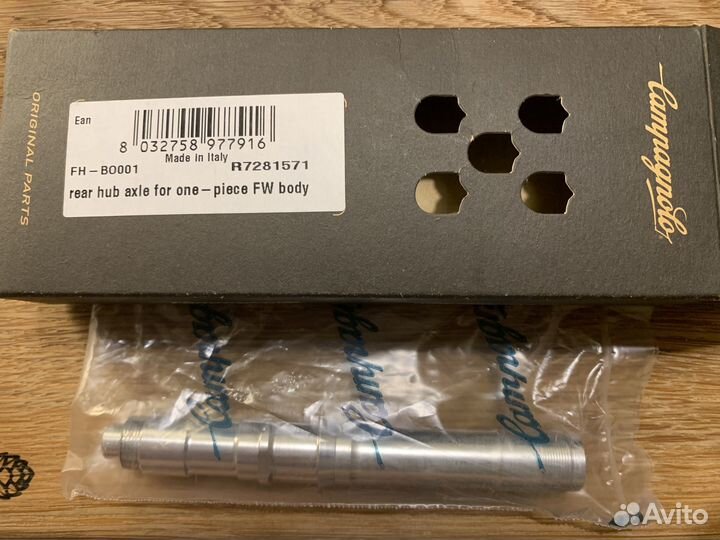 ORIGINAL PARTS
Ean
8 032758 977916
Made in Italy
FH-BO001 R7281571
rear hub axle for one-piece FW body
Campagnolo
Campagnolo
Campagnolo
Campagnolo
Avito